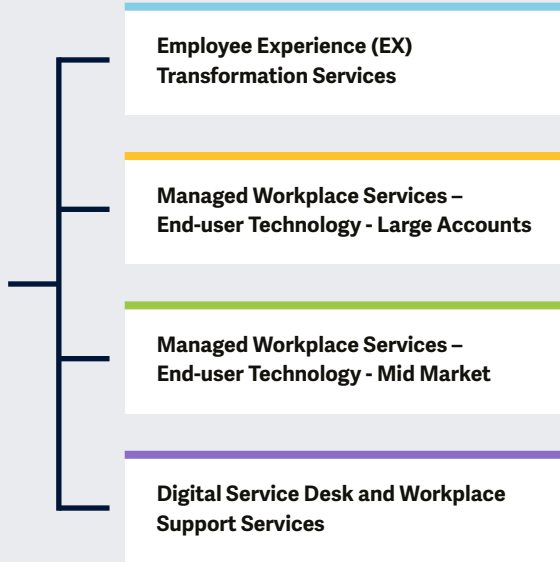 Employee Experience (EX)
Transformation Services
Managed Workplace Services –
End-user Technology - Large Accounts
Managed Workplace Services –
End-user Technology - Mid Market
Digital Service Desk and Workplace
Support Services